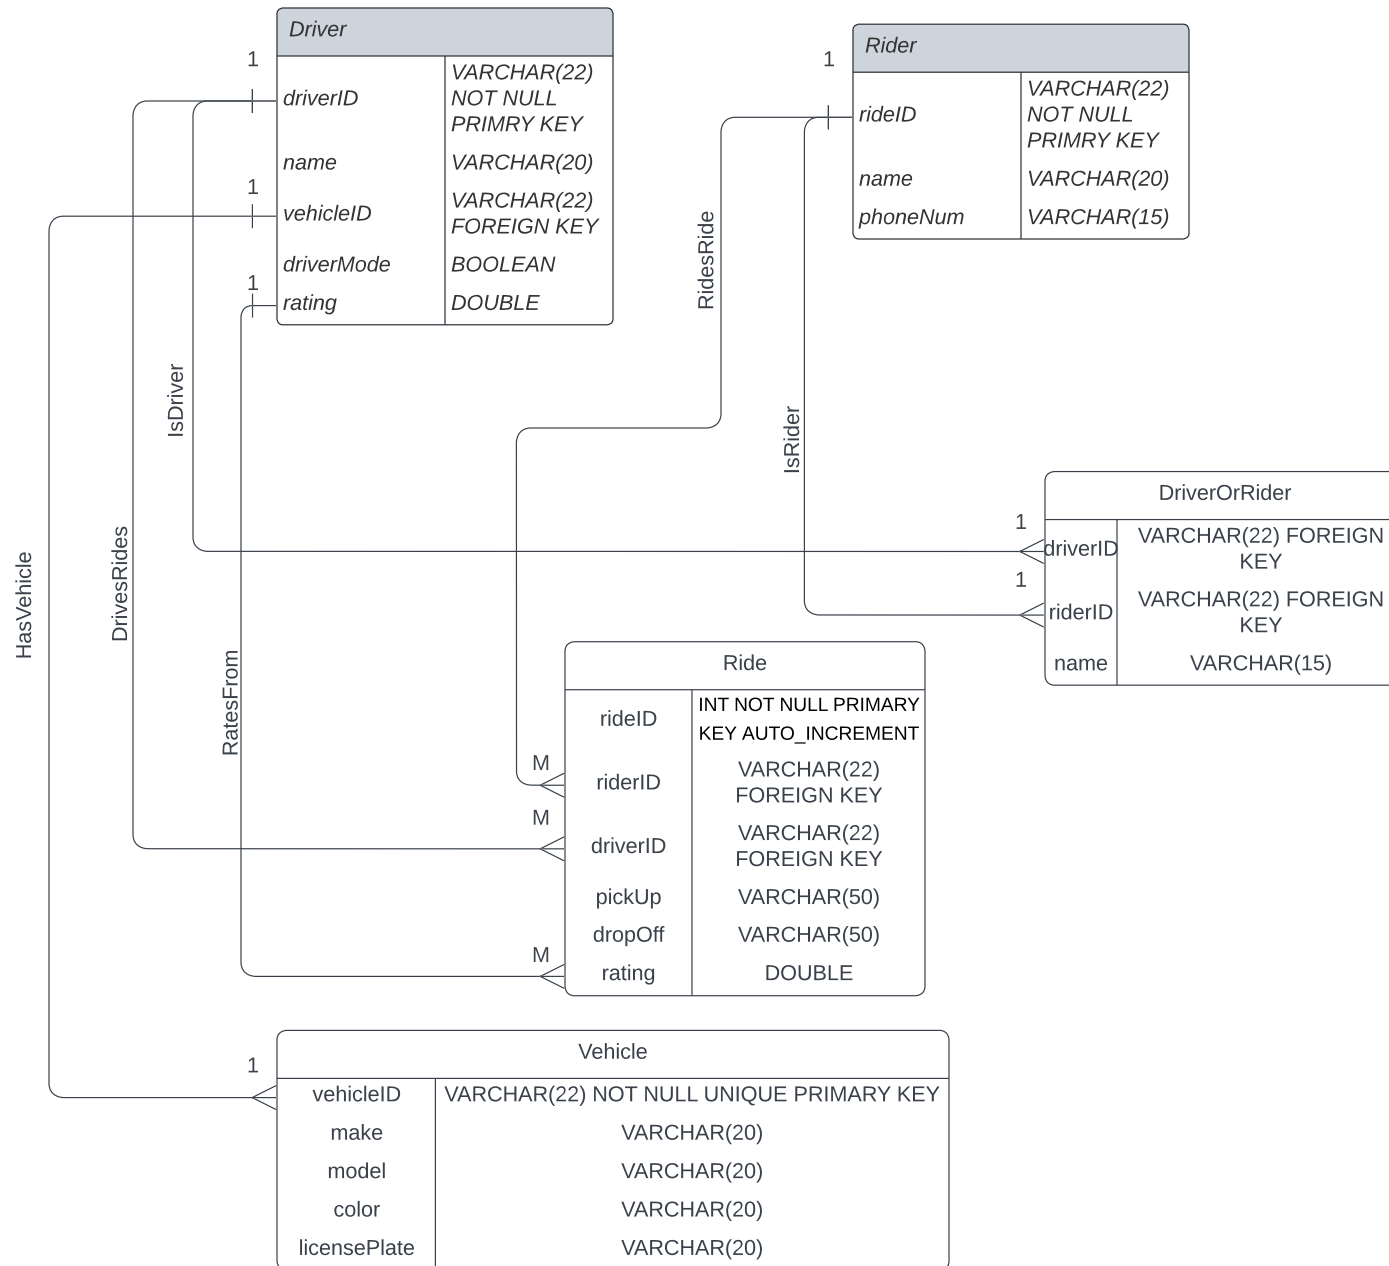 Driver
1
driverID
VARCHAR(22)
NOT NULL
PRIMRY KEY
name
VARCHAR(20)
1
vehicleID
VARCHAR(22)
FOREIGN KEY
driverMode
BOOLEAN
1
rating
DOUBLE
Rider
1
rideID
VARCHAR(22)
NOT NULL
PRIMRY KEY
name
VARCHAR(20)
phoneNum
VARCHAR(15)
RidesRide
IsDriver
IsRider
HasVehicle
DrivesRides
RatesFrom
DriverOrRider
1
driverID
VARCHAR(22) FOREIGN
KEY
1
riderID
VARCHAR(22) FOREIGN
KEY
name
VARCHAR(15)
Ride
rideID
INT NOT NULL PRIMARY
KEY AUTO_INCREMENT
M
riderID
VARCHAR(22)
FOREIGN KEY
M
driverID
VARCHAR(22)
FOREIGN KEY
pickUp
VARCHAR(50)
dropOff
VARCHAR(50)
M
rating
DOUBLE
Vehicle
1
vehicleID
VARCHAR(22) NOT NULL UNIQUE PRIMARY KEY
make
VARCHAR(20)
model
VARCHAR(20)
color
VARCHAR(20)
licensePlate
VARCHAR(20)